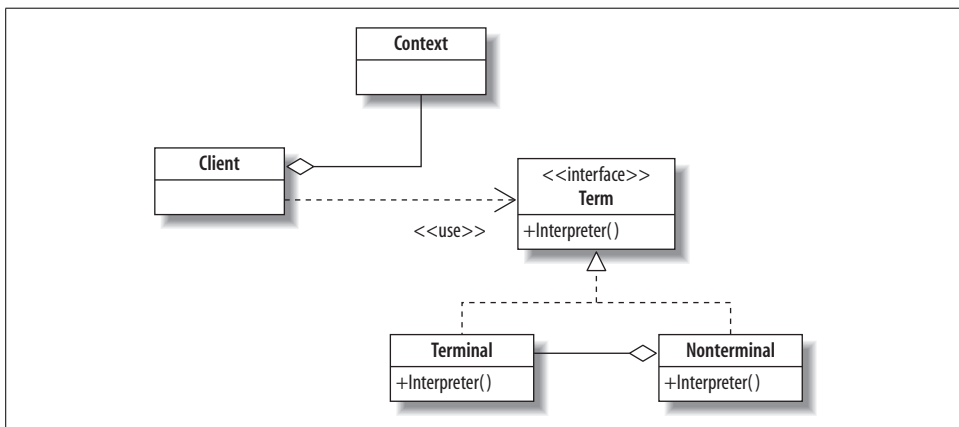 Context
Client
<<interface>>
Term
+Interpreter()
<<use>>
Terminal
+Interpreter()
Nonterminal
+Interpreter()